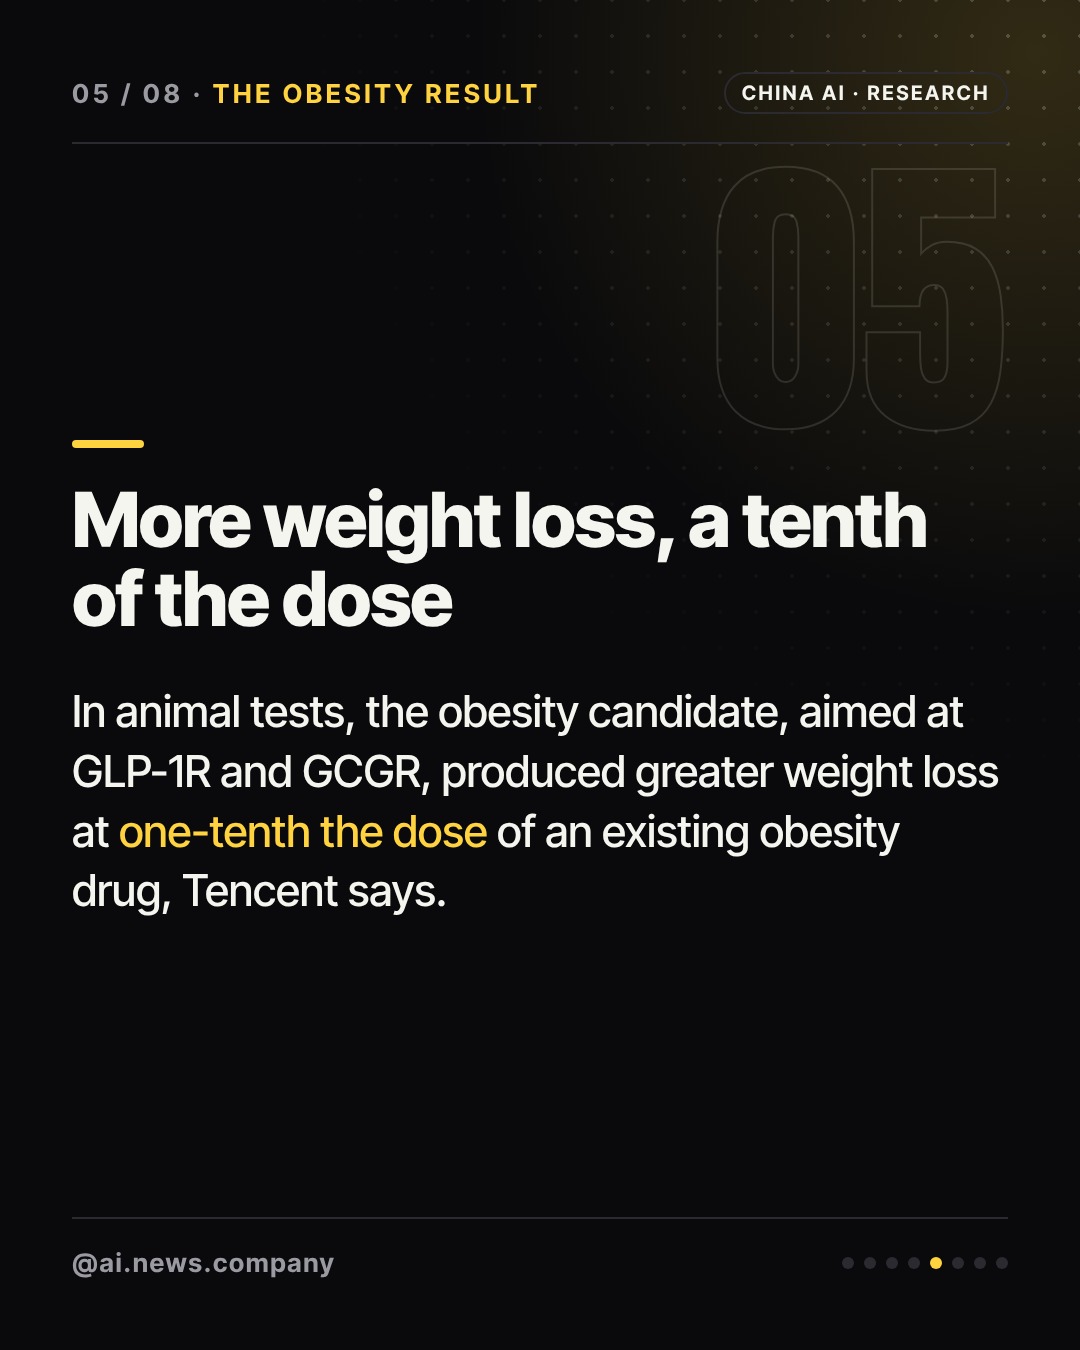 05 / 08 · THE OBESITY RESULT
CHINA AI · RESEARCH
05
More weight loss, a tenth
of the dose
In animal tests, the obesity candidate, aimed at
GLP-1R and GCGR, produced greater weight loss
at one-tenth the dose of an existing obesity
drug, Tencent says.
@ai.news.company